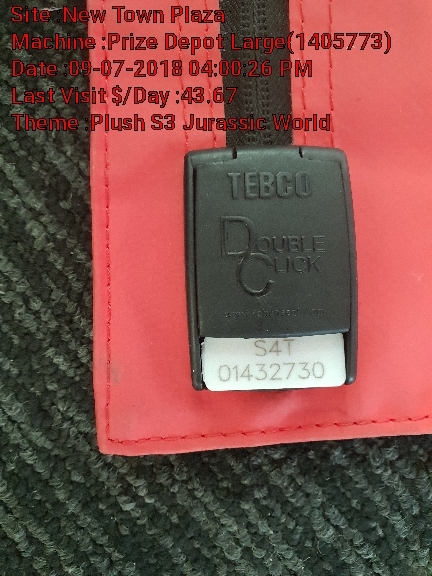 Site: New Town Plaza
Machine :Prize Depot Large(1405773)
Date :09-07-2018 04:00:26 PM
Last Visit $/Day :43.67
Theme :Plush S3 Jurassic World
TEBCO
DOUBLE
CLICK
S4T
01432730